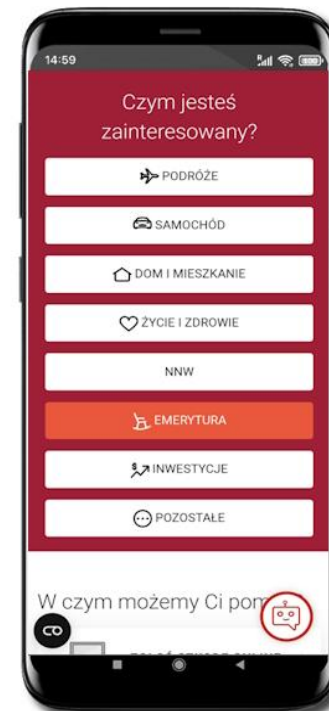 14:59
Czym jesteś
zainteresowany?
PODRÓŻE
SAMOCHÓD
DOM I MIESZKANIE
ŻYCIE I ZDROWIE
NNW
EMERYTURA
INWESTYCJE
POZOSTAŁE
W czym możemy Ci pom